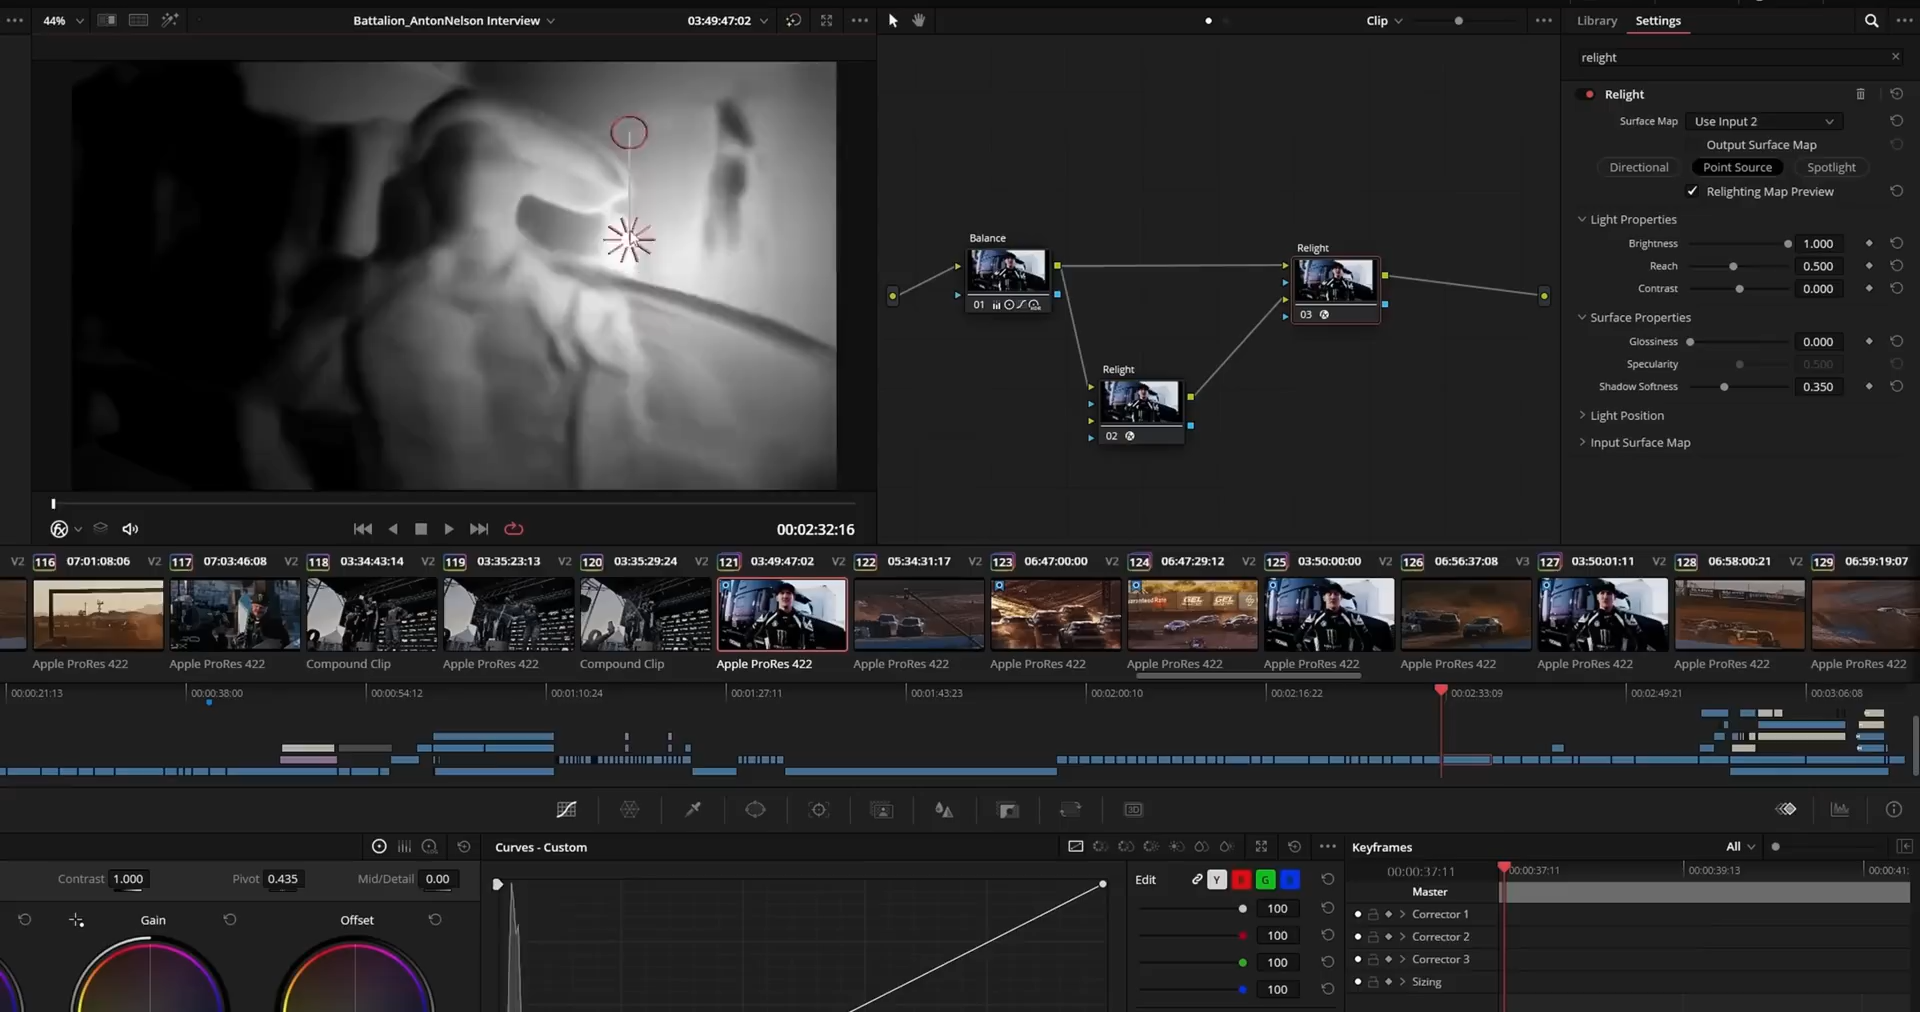 44%
Battalion_AntonNelson Interview
03:49:47:02
Clip
Library
Settings
relight
Relight
Surface Map
Use Input 2
Output Surface Map
Directional
Point Source
Spotlight
Relighting Map Preview
Light Properties
Brightness
1.000
Reach
0.500
Contrast
0.000
Surface Properties
Glossiness
0.000
Specularity
0.500
Shadow Softness
0.350
Light Position
Input Surface Map
Balance
01
Relight
03
Relight
02
00:02:32:16
V2 116 07:01:08:06 V2 117 07:03:46:08 V2 118 03:34:43:14 V2 119 03:35:23:13 V2 120 03:35:29:24 V2 121 03:49:47:02 V2 122 05:34:31:17 V2 123 06:47:00:00 V2 124 06:47:29:12 V2 125 03:50:00:00 V2 126 06:56:37:08 V3 127 03:50:01:11 V2 128 06:58:00:21 V2 129 06:59:19:07
GEL
Apple ProRes 422 Apple ProRes 422 Compound Clip Apple ProRes 422 Compound Clip Apple ProRes 422 Apple ProRes 422 Apple ProRes 422 Apple ProRes 422 Apple ProRes 422 Apple ProRes 422 Apple ProRes 422 Apple ProRes 422 Apple ProRes 422
00:00:21:13 00:00:38:00 00:00:54:12 00:01:10:24 00:01:27:11 00:01:43:23 00:02:00:10 00:02:16:22 00:02:33:09 00:02:49:21 00:03:06:08
3D
Contrast 1.000 Pivot 0.435 Mid/Detail 0.00
Gain
Offset
Curves - Custom
Edit
Y
G
100
100
100
100
Keyframes
All
00:00:37:11
00:00:37:11 00:00:39:13 00:00:41:
Master
Corrector 1
Corrector 2
Corrector 3
Sizing